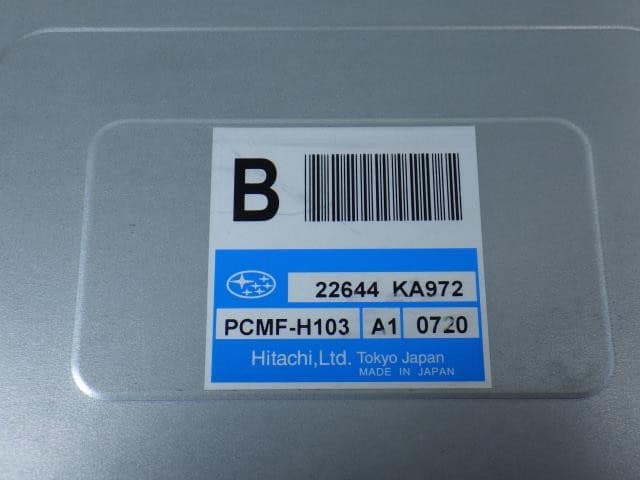 B
22644 KA972
PCMF-H103 A1 0720
Hitachi,Ltd. Tokyo Japan
MADE IN JAPAN